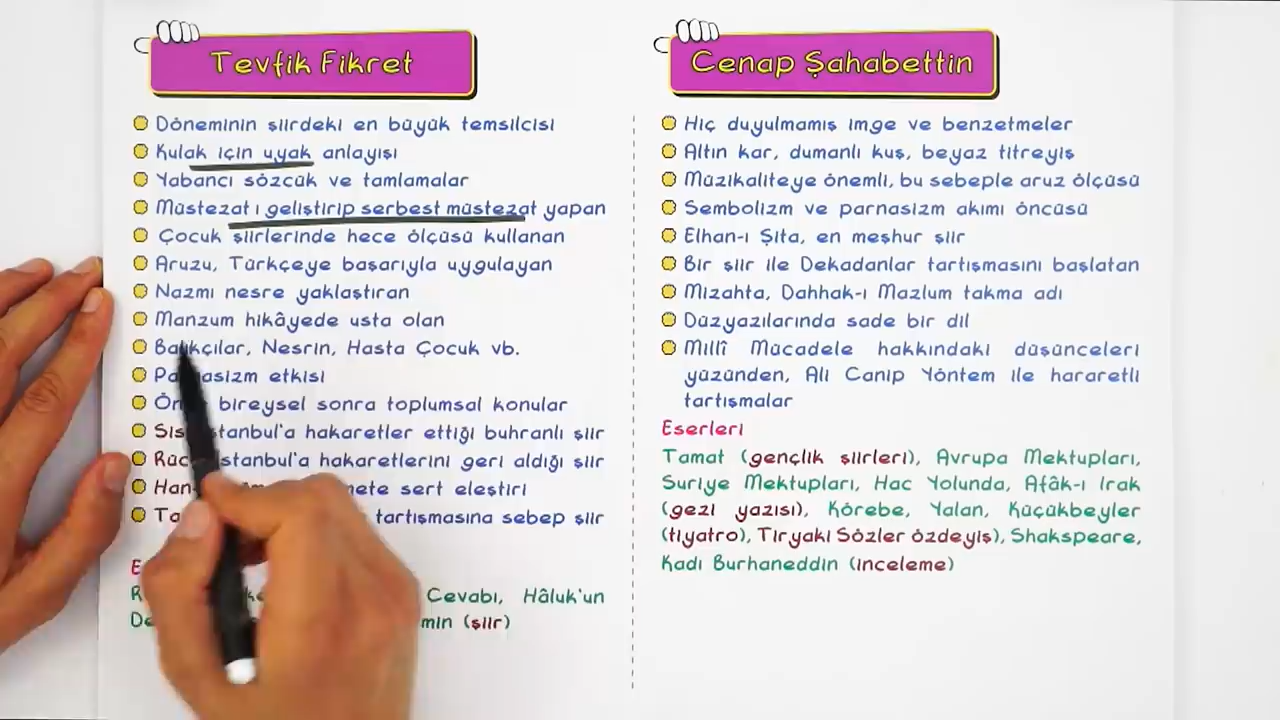 Tevfik Fikret
Döneminin şiirdeki en büyük temsilcisi
Kulak için uyak anlayışı
Yabancı sözcük ve tamlamalar
Müstezat ı geliştirip serbest müstezat yapan
Çocuk şiirlerinde hece ölçüsü kullanan
Aruzu, Türkçeye başarıyla uygulayan
Nazmı nesre yaklaştıran
Manzum hikâyede usta olan
Balıkçılar, Nesrin, Hasta Çocuk vb.
etkisi
bireysel sonra toplumsal konular
Sis İstanbul'a hakaretler ettiği buhranlı şiir
İstanbul'a hakaretlerini geri aldığı şiir
sert eleştiri
tartışmasına sebep şiir
Cevabı, Hâluk'un
(şiir)
Cenap Şahabettin
Hiç duyulmamış imge ve benzetmeler
Altın kar, dumanlı kuş, beyaz titreyiş
Müzikaliteye önemli, bu sebeple aruz ölçüsü
Sembolizm ve parnasizm akımı öncüsü
Elhan-ı Şita, en meşhur şiir
Bir şiir ile Dekadanlar tartışmasını başlatan
Mizahta, Dahhak-ı Mazlum takma adı
Düzyazılarında sade bir dil
Millî Mücadele hakkındaki düşünceleri
yüzünden, Ali Canip Yöntem ile hararetli
tartışmalar
Eserleri
Tamat (gençlik şiirleri), Avrupa Mektupları,
Suriye Mektupları, Hac Yolunda, Afâk-ı Irak
(gezi yazısı), Körebe, Yalan, Küçükbeyler
(tiyatro), Tiryaki Sözler özdeyiş), Shakspeare,
Kadı Burhaneddin (inceleme)